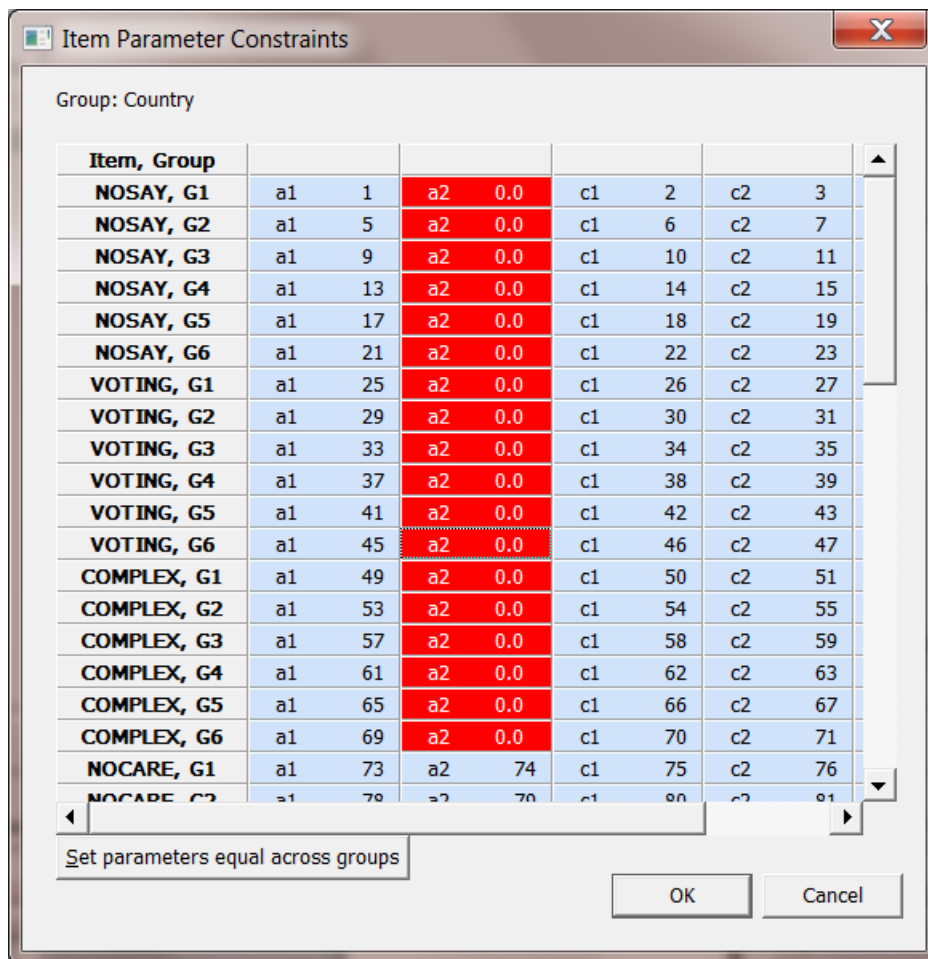 Item Parameter Constraints
X
Group: Country
Item, Group
NOSAY, G1 a1 1 a2 0.0 c1 2 c2 3
NOSAY, G2 a1 5 a2 0.0 c1 6 c2 7
NOSAY, G3 a1 9 a2 0.0 c1 10 c2 11
NOSAY, G4 a1 13 a2 0.0 c1 14 c2 15
NOSAY, G5 a1 17 a2 0.0 c1 18 c2 19
NOSAY, G6 a1 21 a2 0.0 c1 22 c2 23
VOTING, G1 a1 25 a2 0.0 c1 26 c2 27
VOTING, G2 a1 29 a2 0.0 c1 30 c2 31
VOTING, G3 a1 33 a2 0.0 c1 34 c2 35
VOTING, G4 a1 37 a2 0.0 c1 38 c2 39
VOTING, G5 a1 41 a2 0.0 c1 42 c2 43
VOTING, G6 a1 45 a2 0.0 c1 46 c2 47
COMPLEX, G1 a1 49 a2 0.0 c1 50 c2 51
COMPLEX, G2 a1 53 a2 0.0 c1 54 c2 55
COMPLEX, G3 a1 57 a2 0.0 c1 58 c2 59
COMPLEX, G4 a1 61 a2 0.0 c1 62 c2 63
COMPLEX, G5 a1 65 a2 0.0 c1 66 c2 67
COMPLEX, G6 a1 69 a2 0.0 c1 70 c2 71
NOCARE, G1 a1 73 a2 74 c1 75 c2 76
NOCARE, G2 a1 78 a2 79 c1 80 c2 81
Set parameters equal across groups
OK Cancel